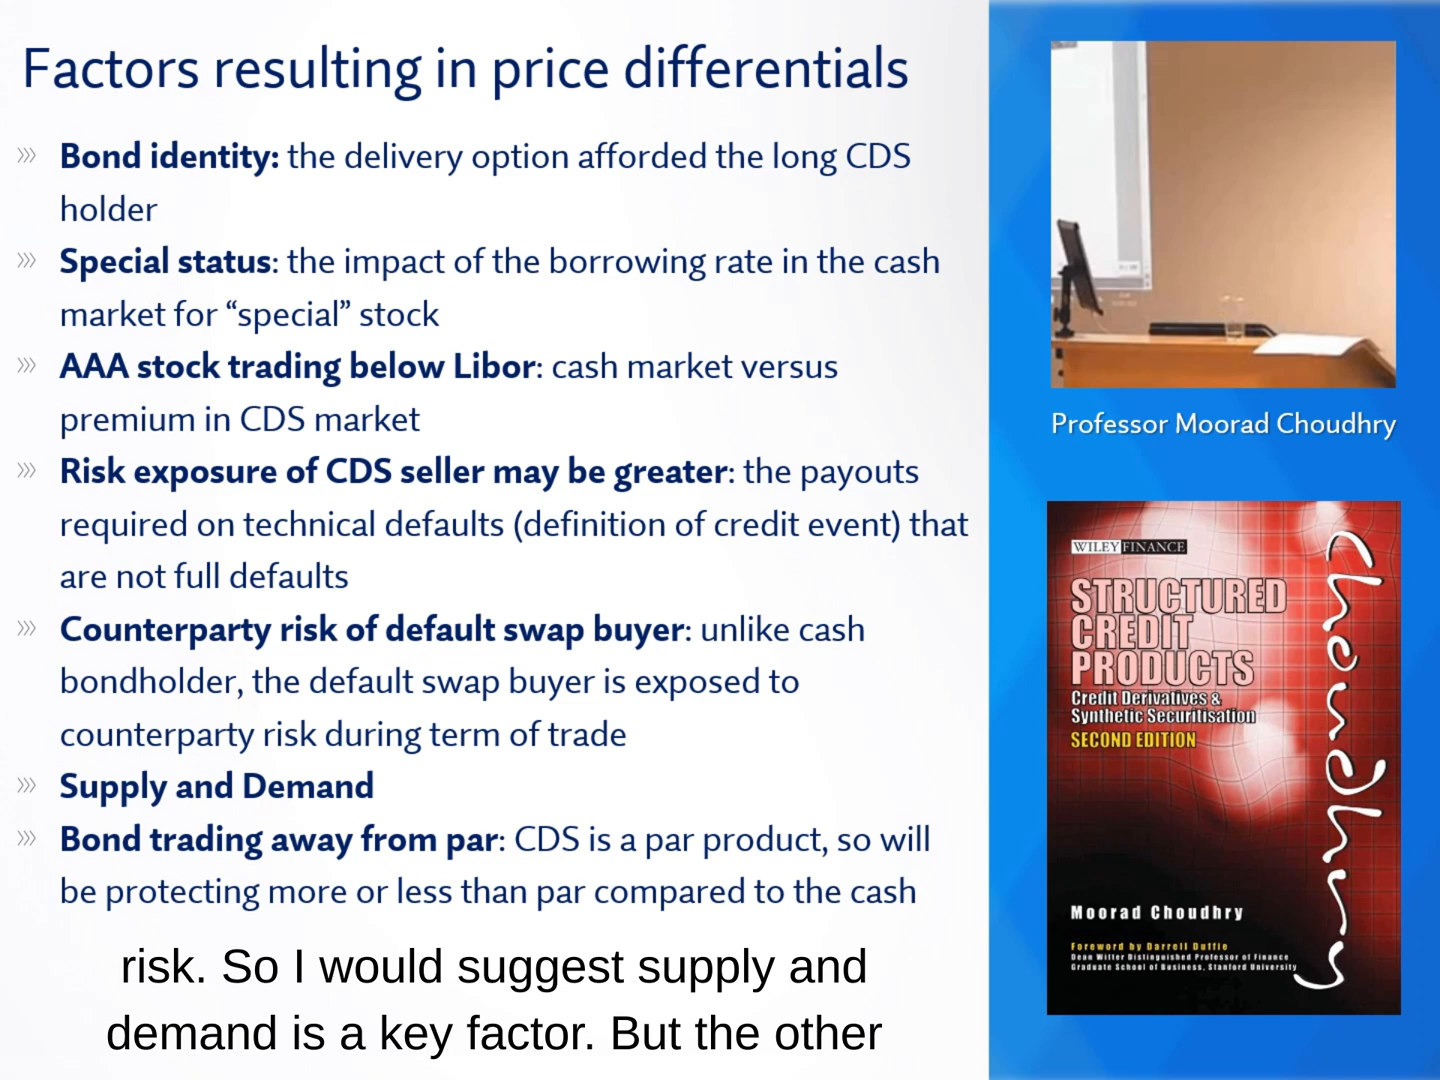 Factors resulting in price differentials
Bond identity: the delivery option afforded the long CDS
holder
Special status: the impact of the borrowing rate in the cash
market for “special” stock
AAA stock trading below Libor: cash market versus
premium in CDS market
Risk exposure of CDS seller may be greater: the payouts
required on technical defaults (definition of credit event) that
are not full defaults
Counterparty risk of default swap buyer: unlike cash
bondholder, the default swap buyer is exposed to
counterparty risk during term of trade
Supply and Demand
Bond trading away from par: CDS is a par product, so will
be protecting more or less than par compared to the cash
risk. So I would suggest supply and
demand is a key factor. But the other
Professor Moorad Choudhry
WILEY FINANCE
STRUCTURED
CREDIT
PRODUCTS
Credit Derivatives &
Synthetic Securitisation
SECOND EDITION
Choudhry
Moorad Choudhry
Foreword by Darrell Duffie
Dean Witter Distinguished Professor of Finance
Graduate School of Business, Stanford University